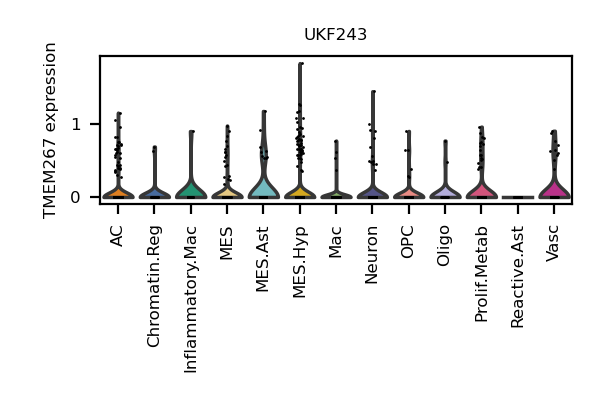 UKF243
TMEM267 expression
1
0
AC
Chromatin.Reg
Inflammatory.Mac
MES
MES.Ast
MES.Hyp
Mac
Neuron
OPC
Oligo
Prolif.Metab
Reactive.Ast
Vasc